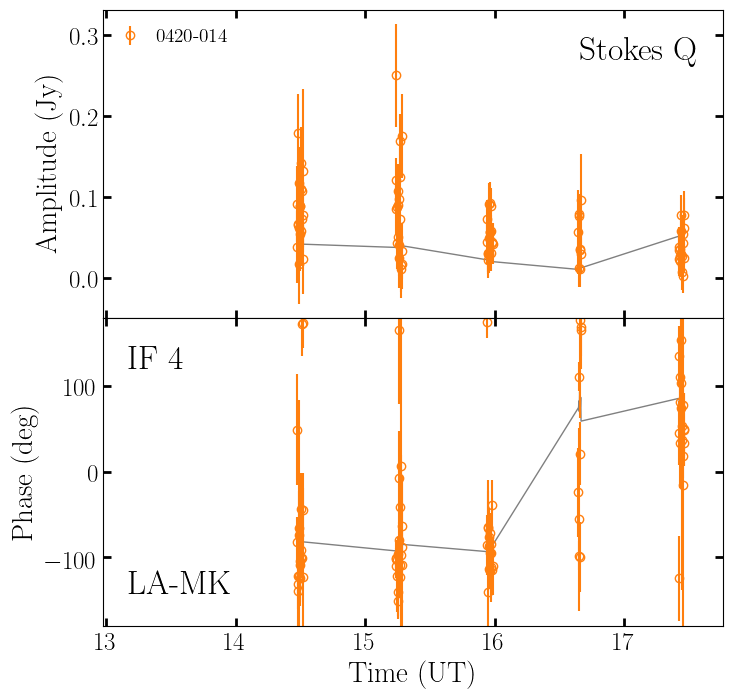 0420-014
Stokes Q
0.3
0.2
0.1
0.0
Amplitude (Jy)
IF 4
100
0
−100
Phase (deg)
LA-MK
13 14 15 16 17
Time (UT)